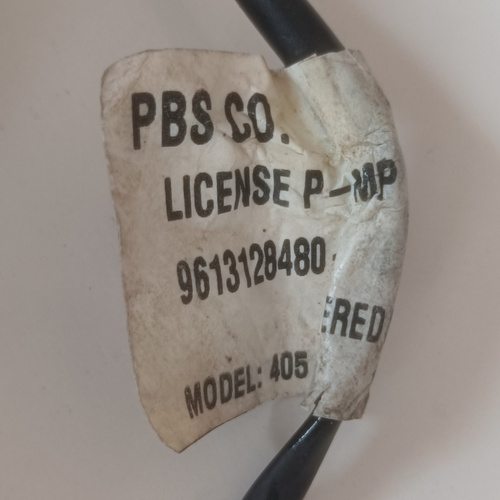 PBS CO.
LICENSE P-MP
9613128480
ERED
MODEL: 405